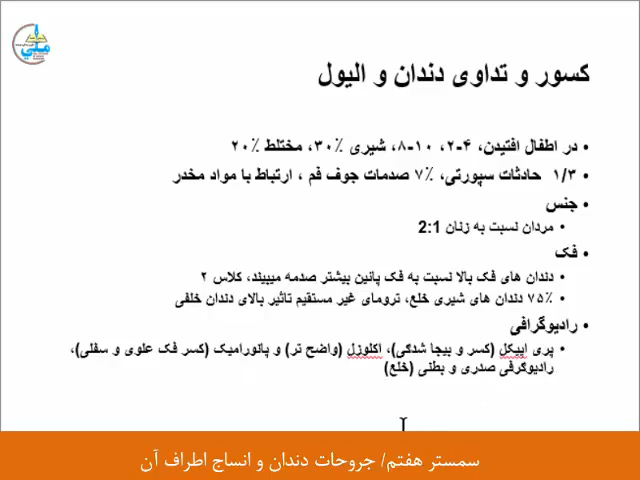 کسور و تداوی دندان و الیول
• در اطفال افتیدن، ۴-۲، ۱۰-۸، شیری ۳۰٪، مختلط ۲۰٪
• ۱/۳ حادثات سپورتی، ۷٪ صدمات جوف فم ، ارتباط با مواد مخدر
• جنس
• مردان نسبت به زنان 2:1
• فک
• دندان های فک بالا نسبت به فک پائین بیشتر صدمه میبیند، کلاس ۲
• ۷۵٪ دندان های شیری خلع، ترومای غیر مستقیم تاثیر بالای دندان خلفی
• رادیوگرافی
• پری اپیکل (کسر و بیجا شدگی)، اکلوزل (واضح تر) و پانورامیک (کسر فک علوی و سفلی)،
رادیوگرفی صدری و بطنی (خلع)
سمستر هفتم/ جروحات دندان و انساج اطراف آن